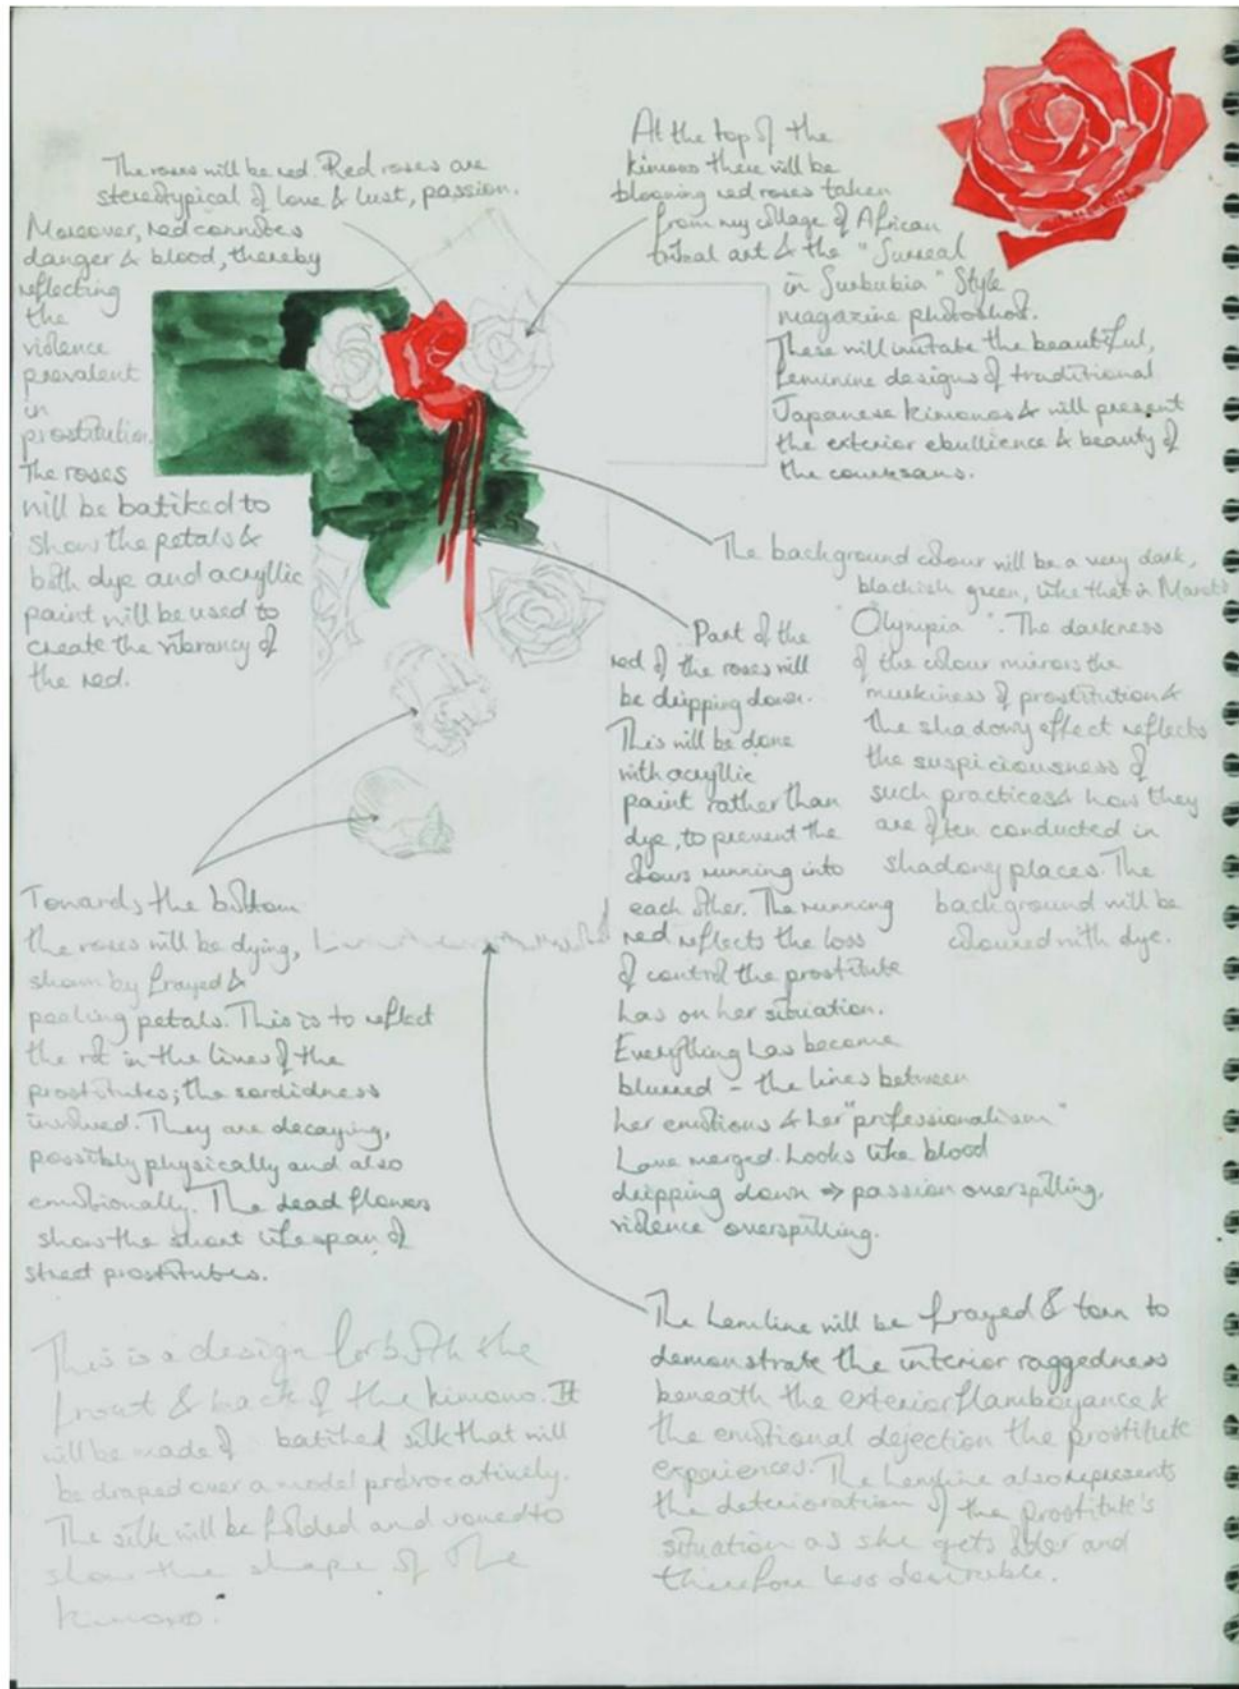 The roses will be red. Red roses are
stereotypical of love & lust, passion.
Moreover, red connotes
danger & blood, thereby
reflecting
the
violence
prevalent
in
prostitution.
The roses
will be batiked to
show the petals &
both dye and acryllic
paint will be used to
create the vibrancy of
the red.
At the top of the
kimono there will be
blooming red roses taken
from my collage of African
tribal art & the "Surreal
in Surbubia" Style
magazine photoshoot.
These will imitate the beautiful,
feminine designs of traditional
Japanese kimonos & will present
the exterior ebullience & beauty of
the courtesans.
The background colour will be a very dark,
blackish green, like that in Manet's
"Olympia". The darkness
of the colour mirrors the
murkiness of prostitution &
the shadowy effect reflects
the suspiciousness of
such practices & how they
are often conducted in
shadowy places. The
background will be
coloured with dye.
Part of the
red of the roses will
be dripping down.
This will be done
with acryllic
paint rather than
dye, to prevent the
colours running into
each other. The running
red reflects the loss
of control the prostitute
has on her situation.
Everything has become
blurred - the lines between
her emotions & her "professionalism"
have merged. Looks like blood
dripping down → passion overspilling,
violence overspilling.
Towards the bottom
the roses will be dying,
shown by frayed &
peeling petals. This is to reflect
the rot in the lives of the
prostitutes; the sordidness
involved. They are decaying,
possibly physically and also
emotionally. The dead flowers
show the short lifespan of
street prostitutes.
The hemline will be frayed & torn to
demonstrate the interior raggedness
beneath the exterior flamboyance &
the emotional dejection the prostitute
experiences. The hemline also represents
the deterioration of the prostitute's
situation as she gets older and
therefore less desirable.
This is a design for both the
front & back of the kimono. It
will be made of batiked silk that will
be draped over a model provocatively.
The silk will be folded and to
show the shape of the
kimono.